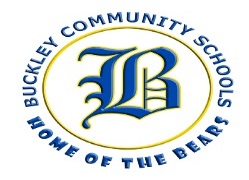 BUCKLEY COMMUNITY SCHOOLS
B
HOME OF THE BEARS